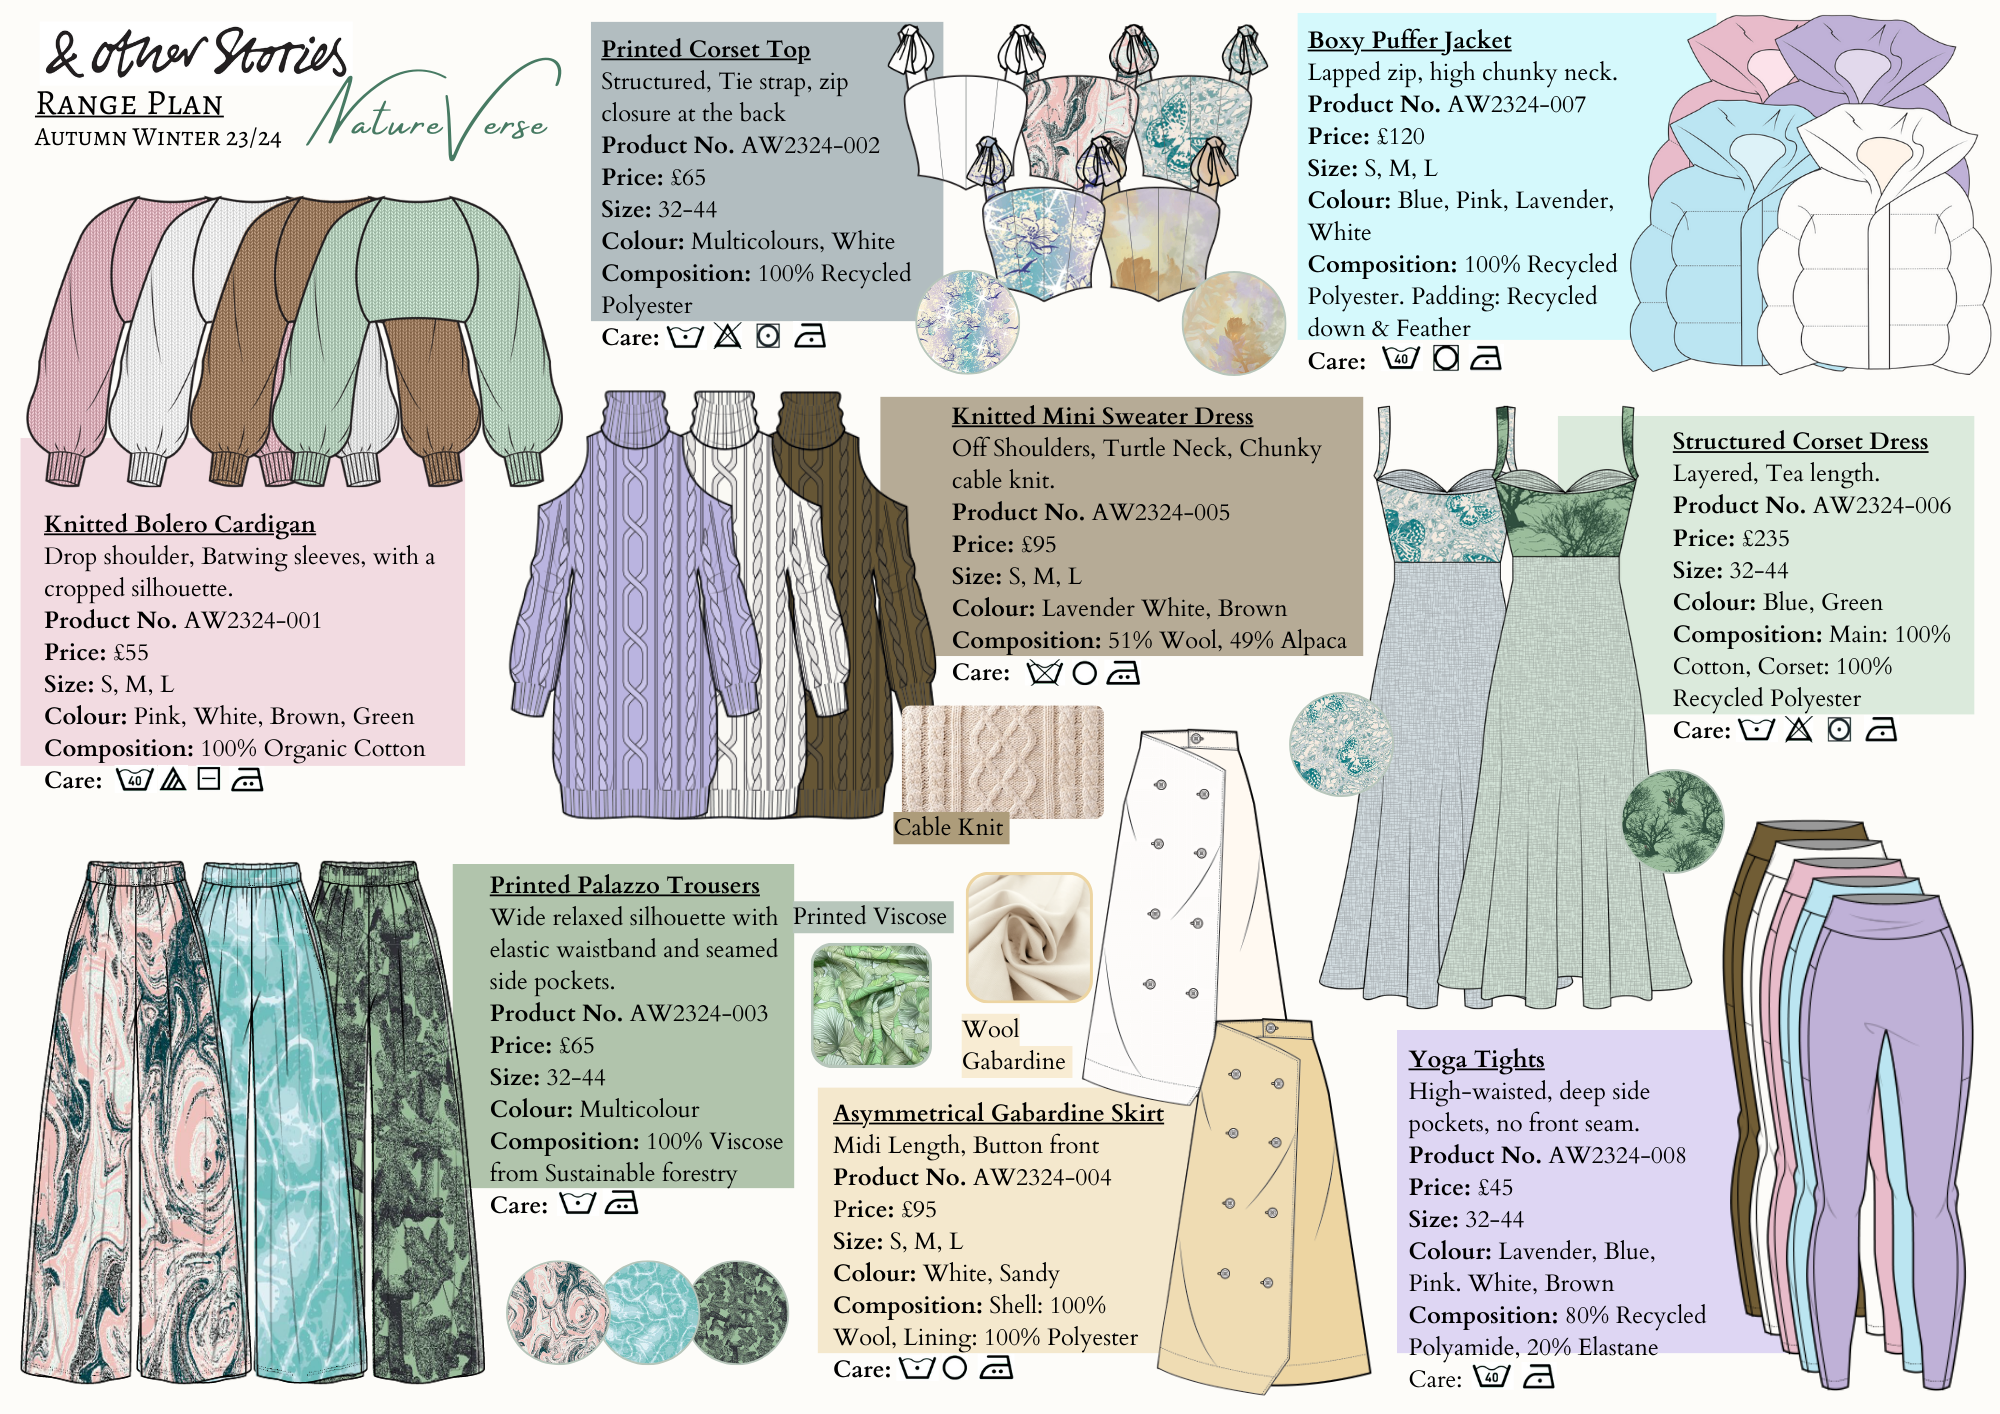 & other Stories
RANGE PLAN
AUTUMN WINTER 23/24
NatureVerse
Printed Corset Top
Structured, Tie strap, zip
closure at the back
Product No. AW2324-002
Price: £65
Size: 32-44
Colour: Multicolours, White
Composition: 100% Recycled
Polyester
Care:
Boxy Puffer Jacket
Lapped zip, high chunky neck.
Product No. AW2324-007
Price: £120
Size: S, M, L
Colour: Blue, Pink, Lavender,
White
Composition: 100% Recycled
Polyester. Padding: Recycled
down & Feather
Care: 40
Knitted Bolero Cardigan
Drop shoulder, Batwing sleeves, with a
cropped silhouette.
Product No. AW2324-001
Price: £55
Size: S, M, L
Colour: Pink, White, Brown, Green
Composition: 100% Organic Cotton
Care: 40
Knitted Mini Sweater Dress
Off Shoulders, Turtle Neck, Chunky
cable knit.
Product No. AW2324-005
Price: £95
Size: S, M, L
Colour: Lavender White, Brown
Composition: 51% Wool, 49% Alpaca
Care:
Cable Knit
Structured Corset Dress
Layered, Tea length.
Product No. AW2324-006
Price: £235
Size: 32-44
Colour: Blue, Green
Composition: Main: 100%
Cotton, Corset: 100%
Recycled Polyester
Care:
Printed Palazzo Trousers
Wide relaxed silhouette with
elastic waistband and seamed
side pockets.
Product No. AW2324-003
Price: £65
Size: 32-44
Colour: Multicolour
Composition: 100% Viscose
from Sustainable forestry
Care:
Printed Viscose
Wool
Gabardine
Asymmetrical Gabardine Skirt
Midi Length, Button front
Product No. AW2324-004
Price: £95
Size: S, M, L
Colour: White, Sandy
Composition: Shell: 100%
Wool, Lining: 100% Polyester
Care:
Yoga Tights
High-waisted, deep side
pockets, no front seam.
Product No. AW2324-008
Price: £45
Size: 32-44
Colour: Lavender, Blue,
Pink. White, Brown
Composition: 80% Recycled
Polyamide, 20% Elastane
Care: 40